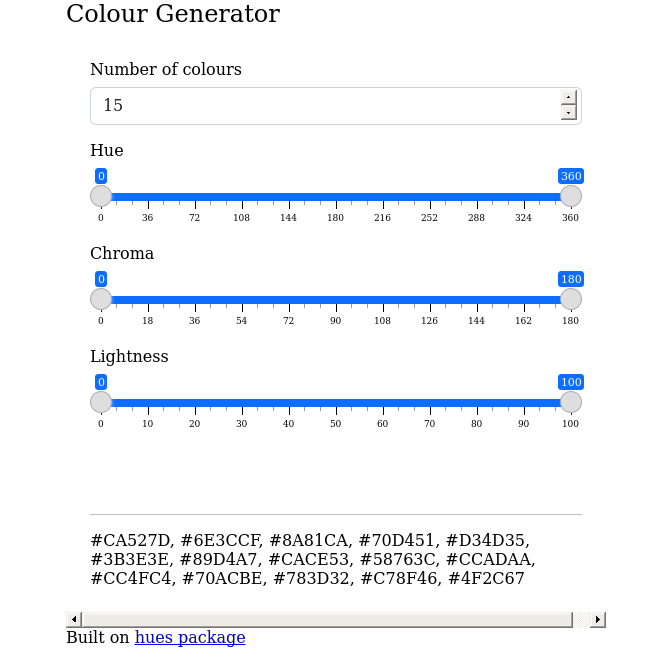 Colour Generator
Number of colours
15
Hue
0 360
0 36 72 108 144 180 216 252 288 324 360
Chroma
0 180
0 18 36 54 72 90 108 126 144 162 180
Lightness
0 100
0 10 20 30 40 50 60 70 80 90 100
#CA527D, #6E3CCF, #8A81CA, #70D451, #D34D35,
#3B3E3E, #89D4A7, #CACE53, #58763C, #CCADAA,
#CC4FC4, #70ACBE, #783D32, #C78F46, #4F2C67
Built on hues package